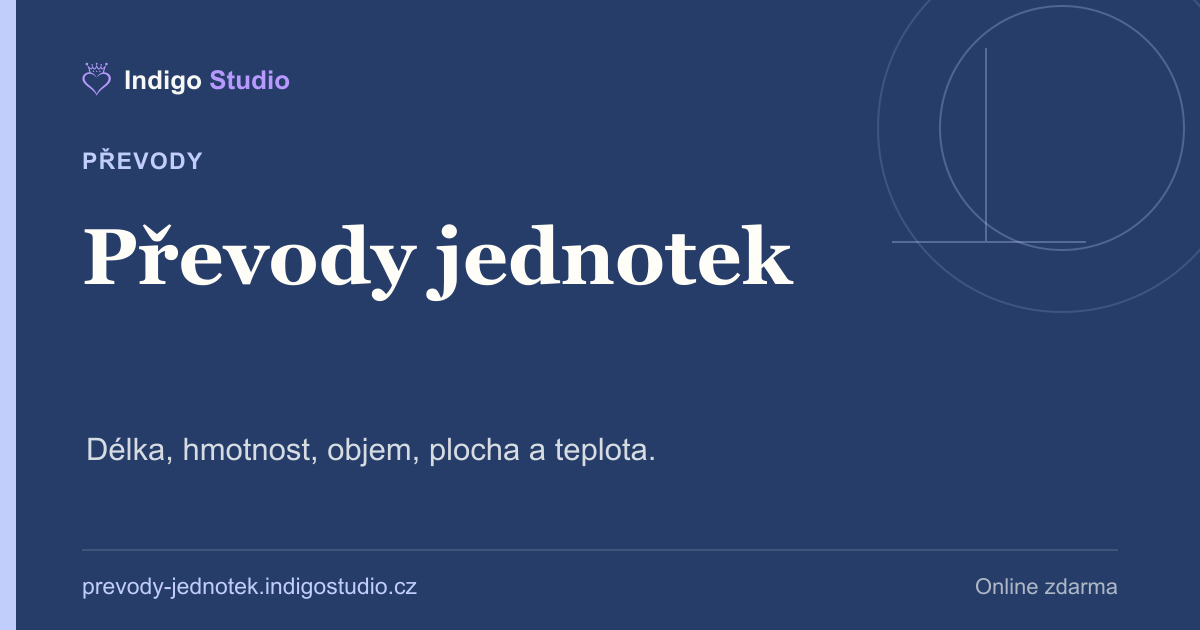 Indigo Studio
PŘEVODY
Převody jednotek
Délka, hmotnost, objem, plocha a teplota.
prevody-jednotek.indigostudio.cz
Online zdarma